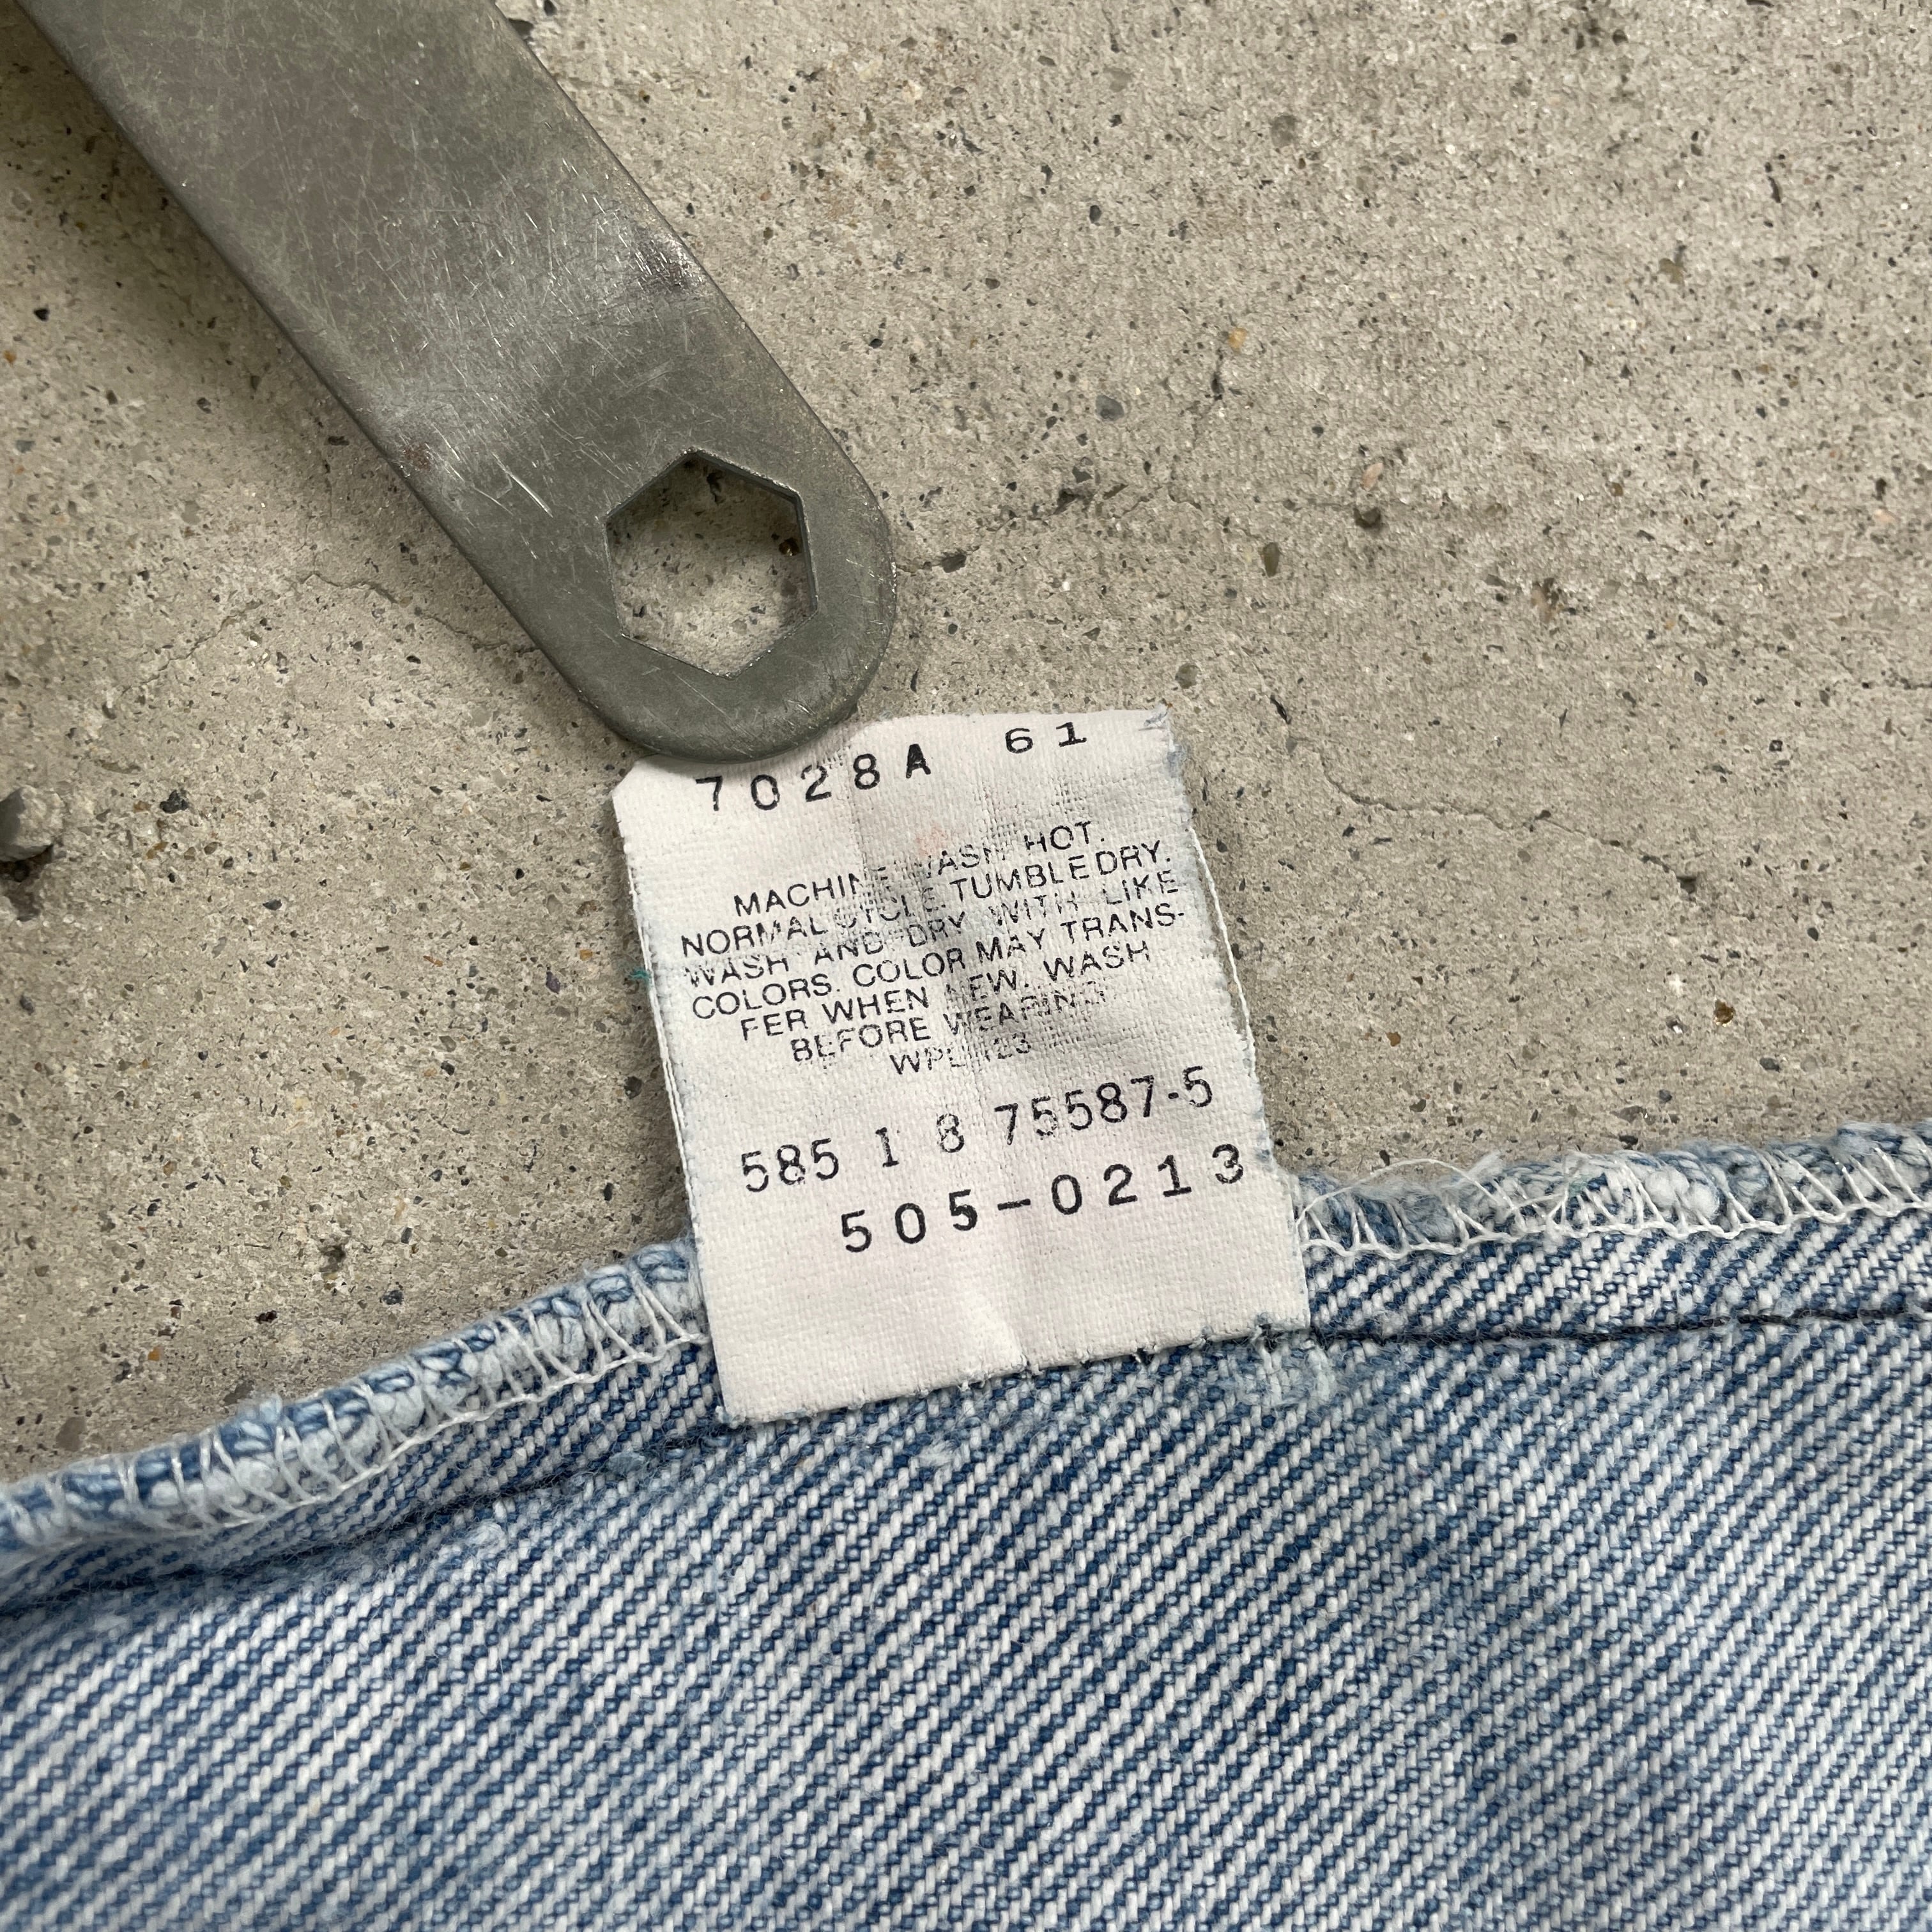 7028A 61
MACHINE WASH HOT.
NORMAL CYCLE. TUMBLE DRY.
WASH AND DRY WITH LIKE
COLORS. COLOR MAY TRANS-
FER WHEN NEW. WASH
BEFORE WEARING
585 1 8 75587-5
505-0213